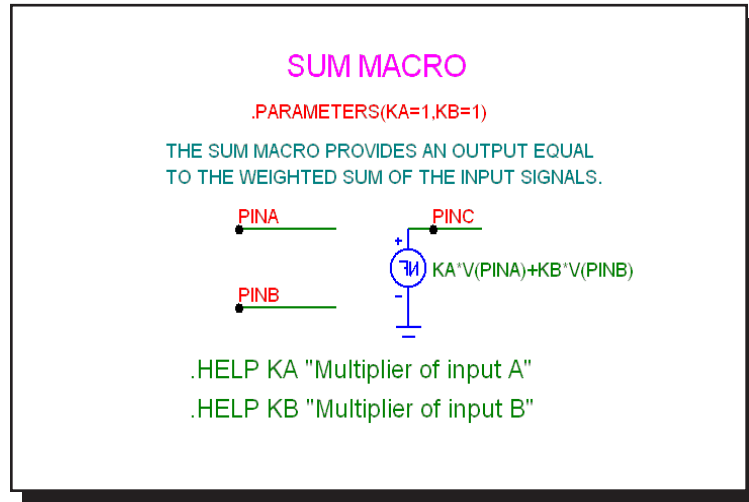 SUM MACRO
.PARAMETERS(KA=1,KB=1)
THE SUM MACRO PROVIDES AN OUTPUT EQUAL
TO THE WEIGHTED SUM OF THE INPUT SIGNALS.
PINA
PINC
+
NF
KA*V(PINA)+KB*V(PINB)
-
PINB
.HELP KA "Multiplier of input A"
.HELP KB "Multiplier of input B"